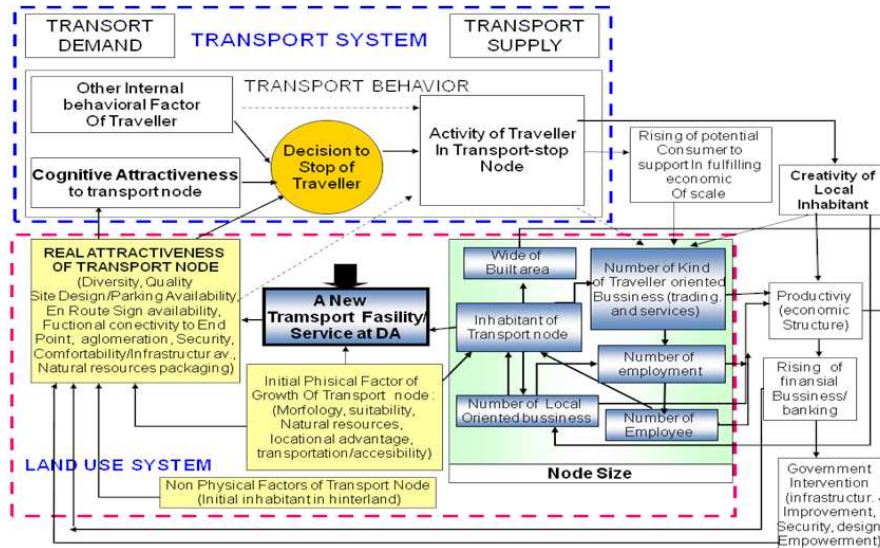 TRANSORT
DEMAND
TRANSPORT SYSTEM
TRANSPORT
SUPPLY
TRANSPORT BEHAVIOR
Other Internal
behavioral Factor
Of Traveller
Decision to
Stop of
Traveller
Activity of Traveller
In Transport-stop
Node
Cognitive Attractiveness
to transport node
Rising of potential
Consumer to
support In fulfilling
economic
Of scale
Creativity of
Local
Inhabitant
REAL ATTRACTIVENESS
OF TRANSPORT NODE
(Diversity, Quality
Site Design/Parking Availability,
En Route Sign availability,
Fuctional conectivity to End
Point, aglomeration, Security,
Comfortability/Infrastructur av.,
Natural resources packaging)
A New
Transport Fasility/
Service at DA
Wide of
Built area
Number of Kind
of Traveller oriented
Bussiness (trading.
and services)
Inhabitant of
Transport node
Number of
employment
Number of Local
Oriented bussiness
Number of
Employee
Node Size
Productiviy
(economic
Structure)
Rising of
finansial
Bussiness/
banking
Government
Intervention
(infrastructur. &
Improvement,
Security, design
Empowerment)
Initial Phisical Factor of
Growth Of Transport node :
(Morfology, suitability,
Natural resources,
locational advantage,
transportation/accesibility)
LAND USE SYSTEM
Non Physical Factors of Transport Node
(Initial inhabitant in hinterland)